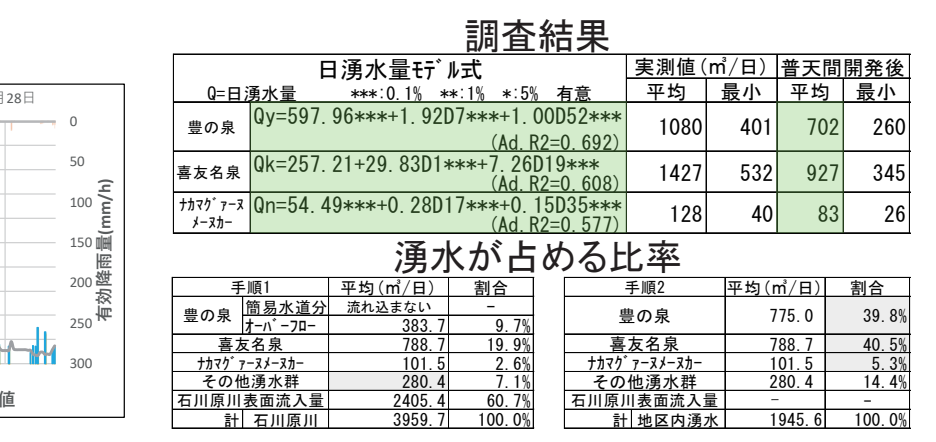 月28日
0
50
100
150
200
250
300
有効降雨量(mm/h)
値
調査結果
日湧水量ﾓﾃﾞﾙ式 実測値(㎥/日) 普天間開発後
Q=日湧水量 ***:0.1% **:1% *:5% 有意 平均 最小 平均 最小
豊の泉 Qy=597.96***+1.92D7***+1.00D52*** (Ad.R2=0.692) 1080 401 702 260
喜友名泉 Qk=257.21+29.83D1***+7.26D19*** (Ad.R2=0.608) 1427 532 927 345
ﾅｶﾏｸﾞｧｰﾇﾒｰﾇｶｰ Qn=54.49***+0.28D17***+0.15D35*** (Ad.R2=0.577) 128 40 83 26
湧水が占める比率
手順1 平均(㎥/日) 割合
豊の泉 簡易水道分 流れ込まない －
ｵｰﾊﾞｰﾌﾛｰ 383.7 9.7%
喜友名泉 788.7 19.9%
ﾅｶﾏｸﾞｧｰﾇﾒｰﾇｶｰ 101.5 2.6%
その他湧水群 280.4 7.1%
石川原川表面流入量 2405.4 60.7%
計 石川原川 3959.7 100.0%
手順2 平均(㎥/日) 割合
豊の泉 775.0 39.8%
喜友名泉 788.7 40.5%
ﾅｶﾏｸﾞｧｰﾇﾒｰﾇｶｰ 101.5 5.3%
その他湧水群 280.4 14.4%
石川原川表面流入量 － －
計 地区内湧水 1945.6 100.0%